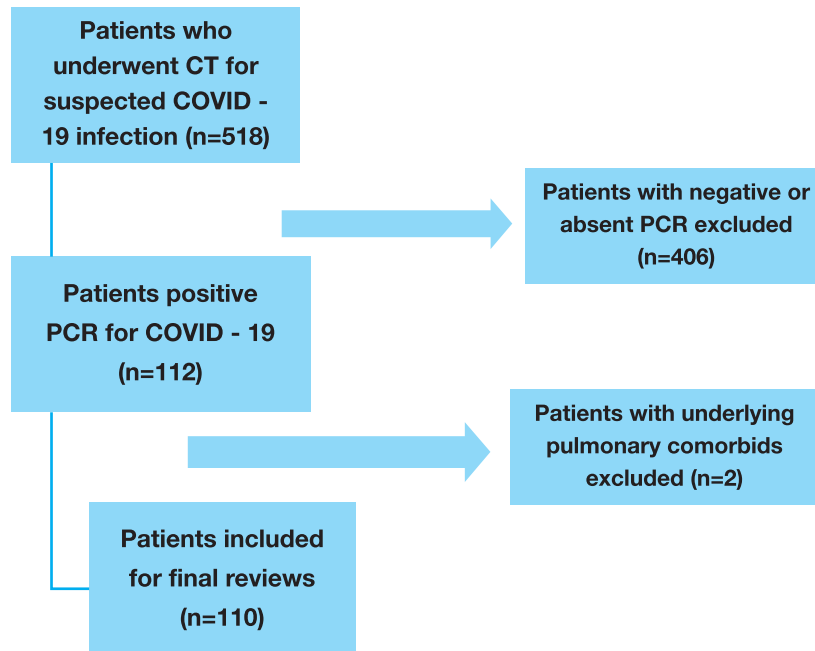 Patients who
underwent CT for
suspected COVID -
19 infection (n=518)
Patients with negative or
absent PCR excluded
(n=406)
Patients positive
PCR for COVID - 19
(n=112)
Patients with underlying
pulmonary comorbids
excluded (n=2)
Patients included
for final reviews
(n=110)